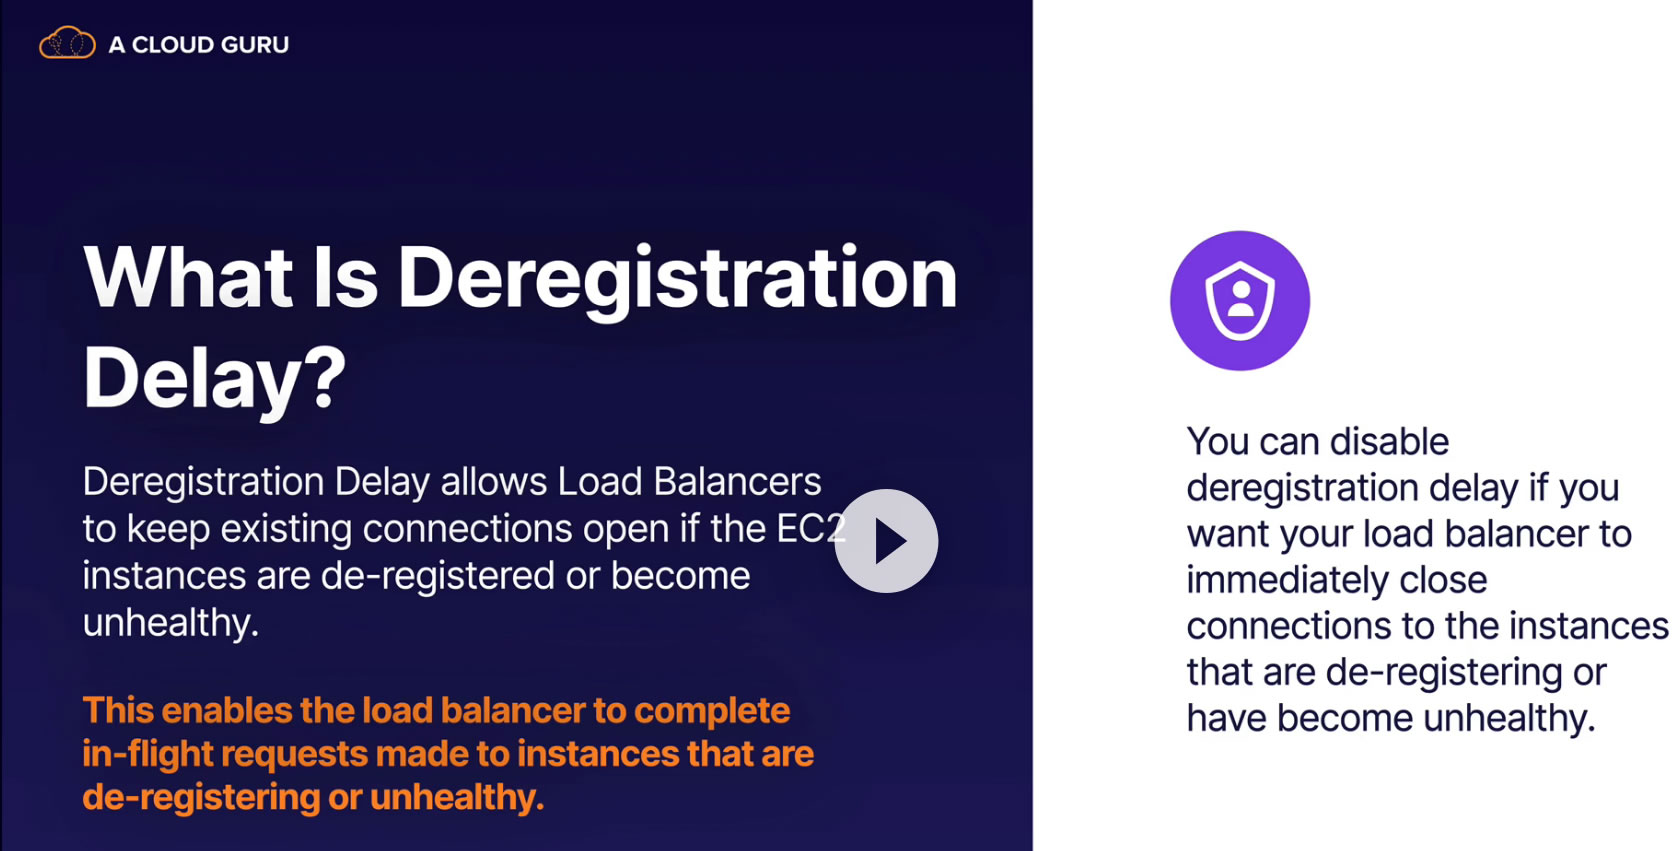 A CLOUD GURU
What Is Deregistration
Delay?
Deregistration Delay allows Load Balancers
to keep existing connections open if the EC2
instances are de-registered or become
unhealthy.
This enables the load balancer to complete
in-flight requests made to instances that are
de-registering or unhealthy.
You can disable
deregistration delay if you
want your load balancer to
immediately close
connections to the instances
that are de-registering or
have become unhealthy.